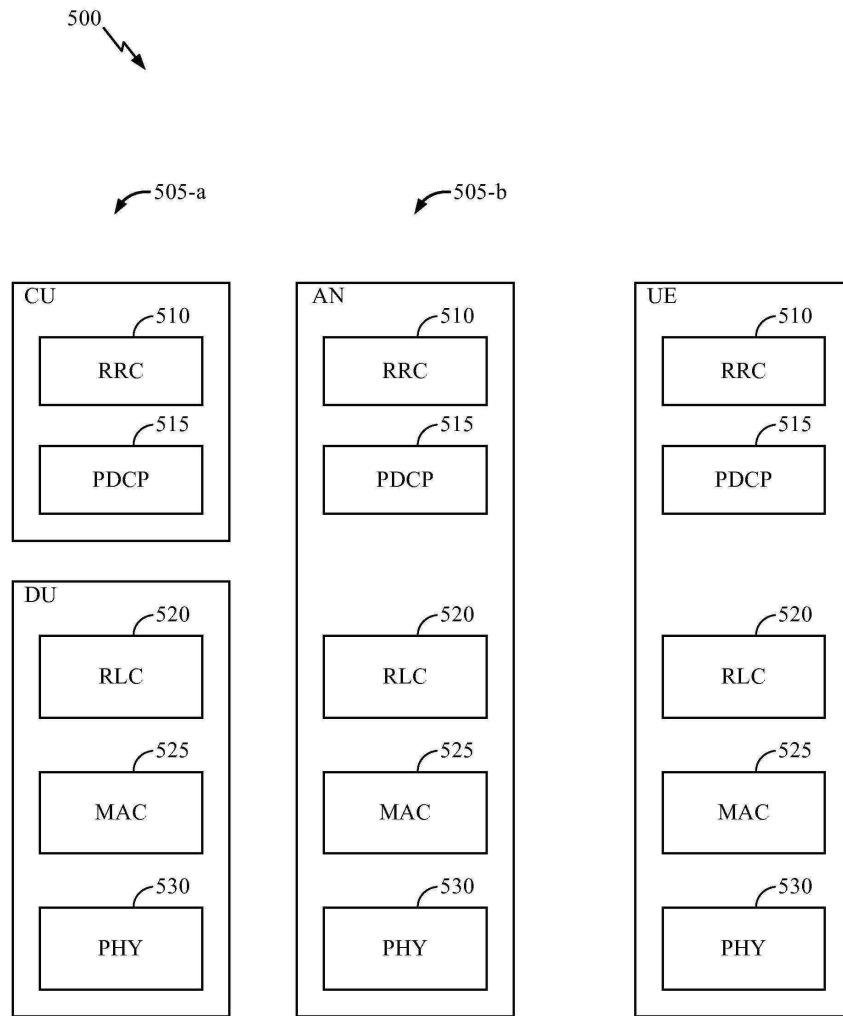 500
505-a 505-b
CU AN UE
510 510 510
RRC RRC RRC
515 515 515
PDCP PDCP PDCP
DU
520 520 520
RLC RLC RLC
525 525 525
MAC MAC MAC
530 530 530
PHY PHY PHY